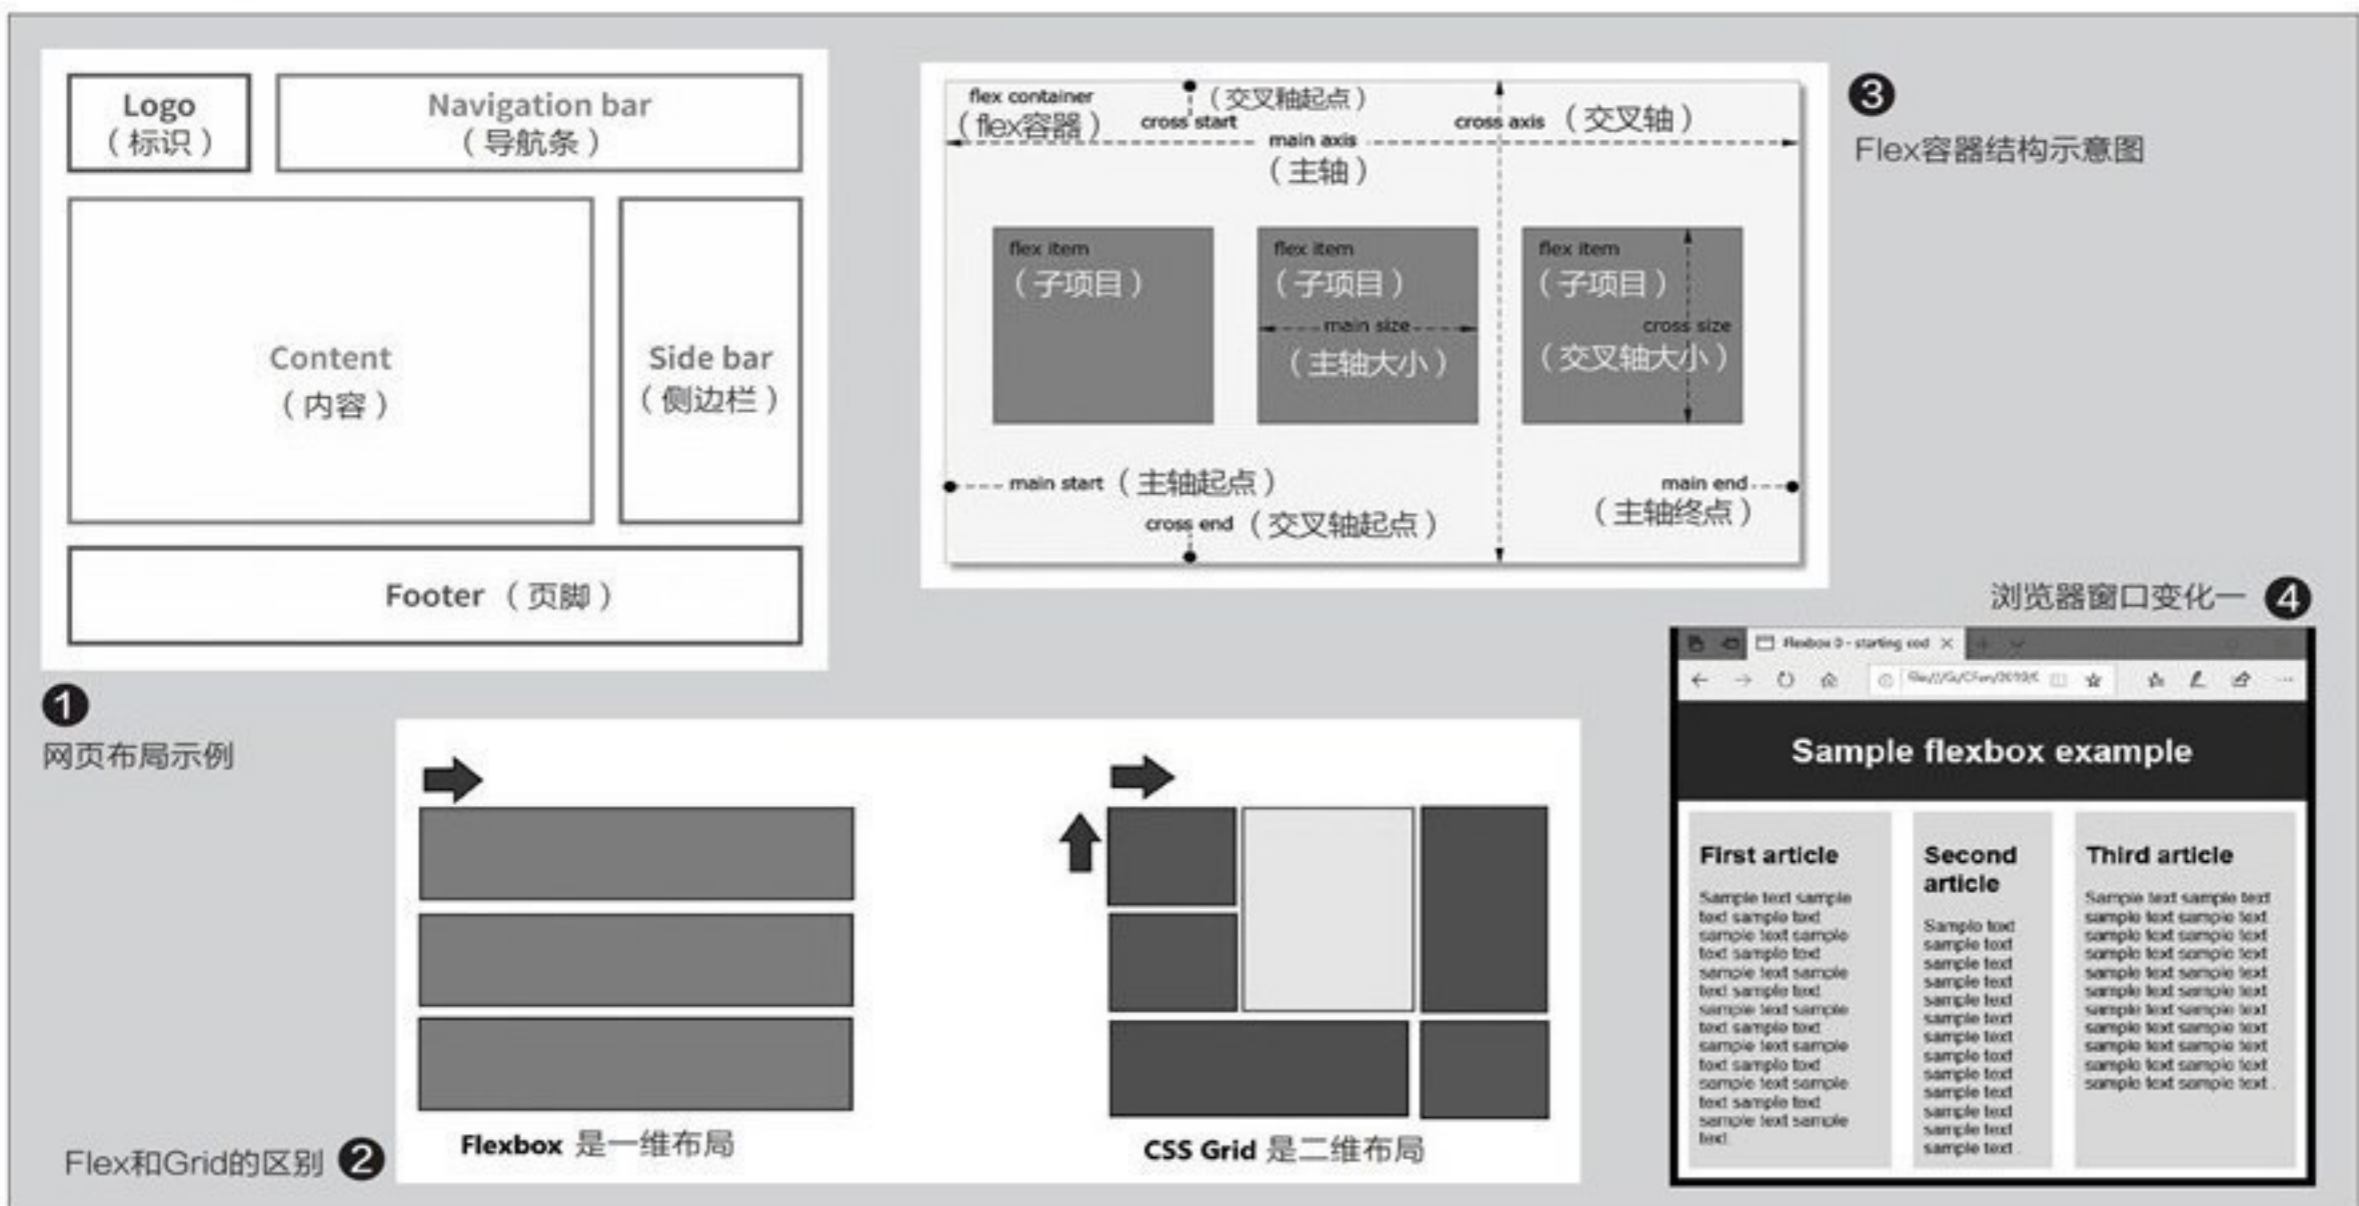 Logo
（标识）
Navigation bar
（导航条）
Content
（内容）
Side bar
（侧边栏）
Footer （页脚）
❶
网页布局示例
Flexbox 是一维布局
CSS Grid 是二维布局
Flex和Grid的区别 ❷
flex container
（flex容器）
（交叉轴起点）
cross start
main axis
（主轴）
cross axis （交叉轴）
flex item
（子项目）
flex item
（子项目）
main size
（主轴大小）
flex item
（子项目）
cross size
（交叉轴大小）
main start （主轴起点）
cross end （交叉轴起点）
main end
（主轴终点）
❸
Flex容器结构示意图
浏览器窗口变化一 ❹
Flexbox 0 - starting cod
Sample flexbox example
First article
Sample text sample
text sample text
sample text sample
text sample text
sample text sample
text sample text
sample text sample
text sample text
sample text sample
text sample text
sample text sample
text sample text
sample text sample
text
Second
article
Sample text
sample text
sample text
sample text
sample text
sample text
sample text
sample text
sample text
sample text
sample text
sample text
sample text .
Third article
Sample text sample text
sample text sample text
sample text sample text
sample text sample text
sample text sample text
sample text sample text
sample text sample text
sample text sample text
sample text sample text
sample text sample text
sample text sample text .